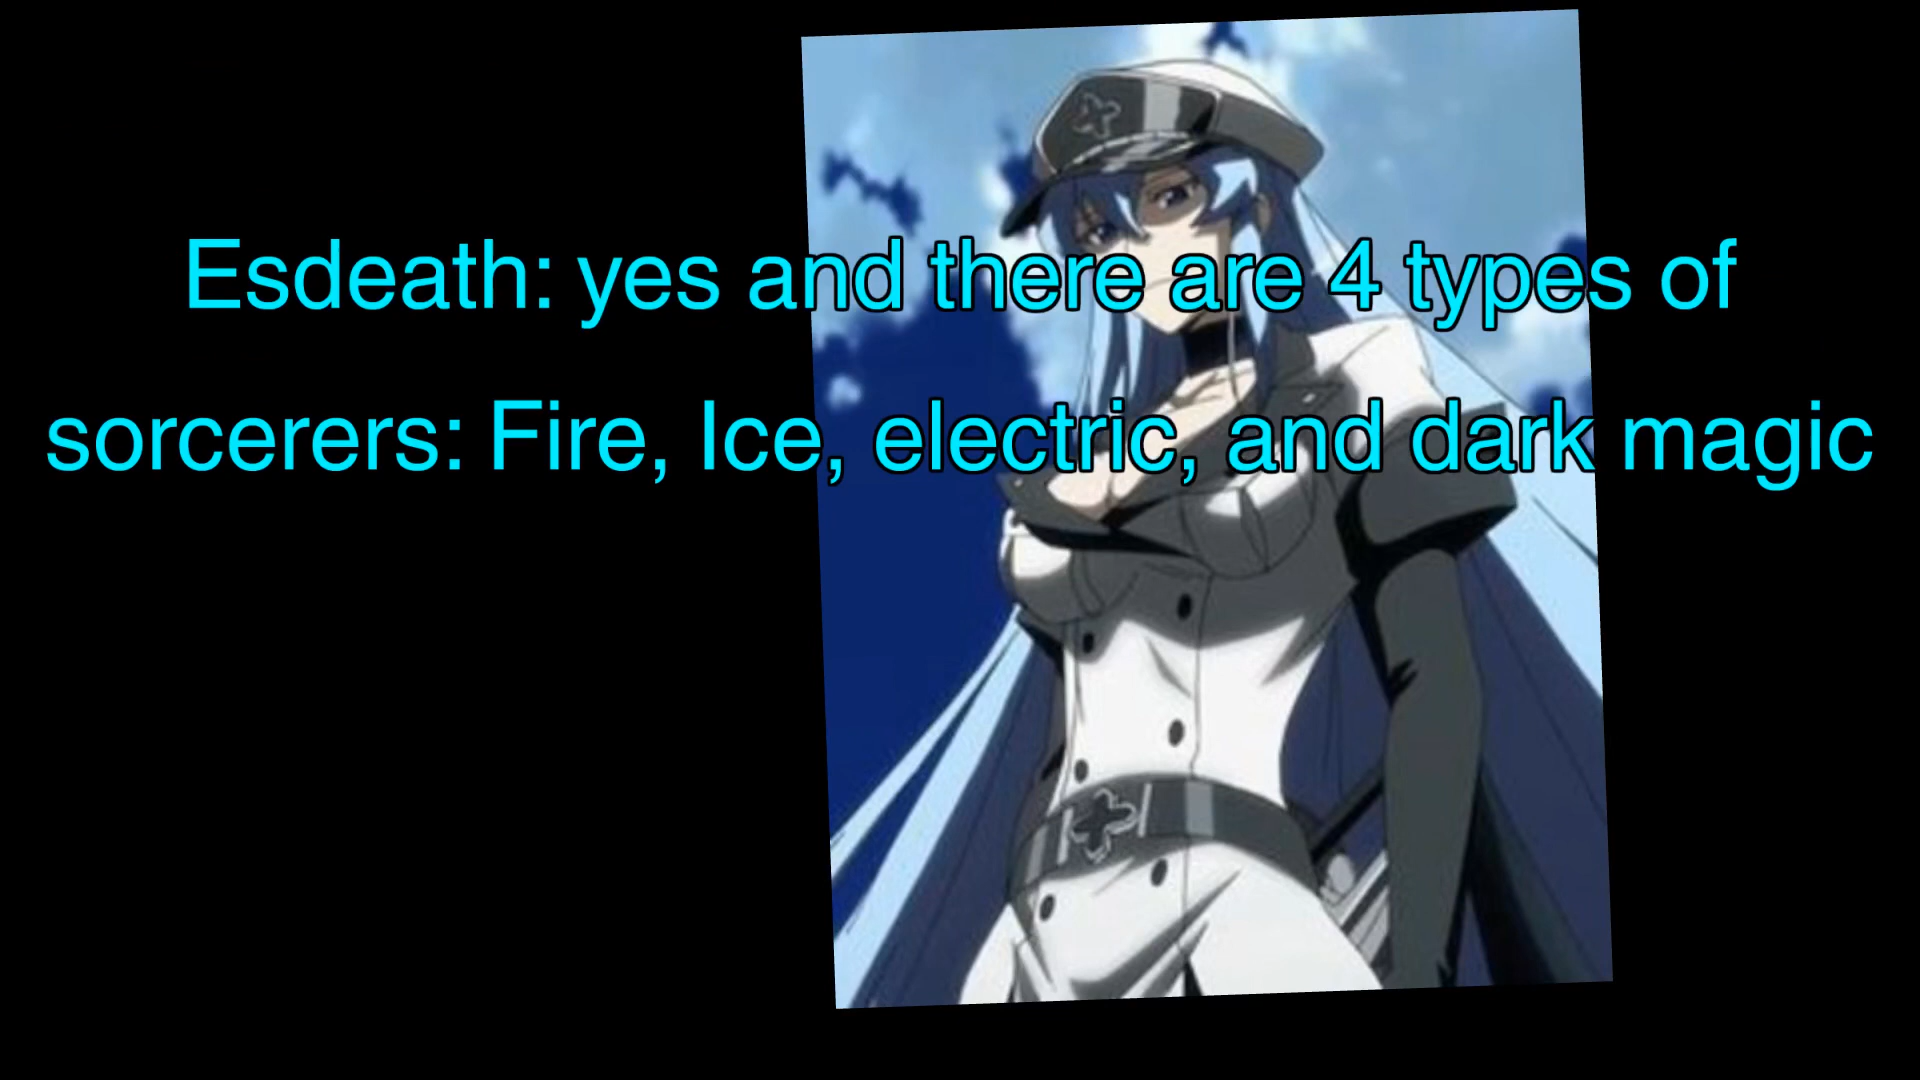 Esdeath: yes and there are 4 types of
sorcerers: Fire, Ice, electric, and dark magic